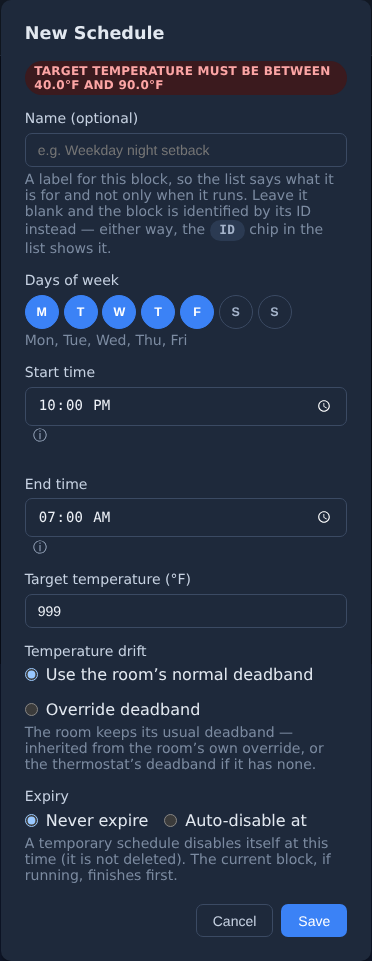 New Schedule
TARGET TEMPERATURE MUST BE BETWEEN
40.0°F AND 90.0°F
Name (optional)
e.g. Weekday night setback
A label for this block, so the list says what it
is for and not only when it runs. Leave it
blank and the block is identified by its ID
instead — either way, the ID chip in the
list shows it.
Days of week
M T W T F S S
Mon, Tue, Wed, Thu, Fri
Start time
10:00 PM
ⓘ
End time
07:00 AM
ⓘ
Target temperature (°F)
999
Temperature drift
Use the room’s normal deadband
Override deadband
The room keeps its usual deadband —
inherited from the room’s own override, or
the thermostat’s deadband if it has none.
Expiry
Never expire Auto-disable at
A temporary schedule disables itself at this
time (it is not deleted). The current block, if
running, finishes first.
Cancel Save